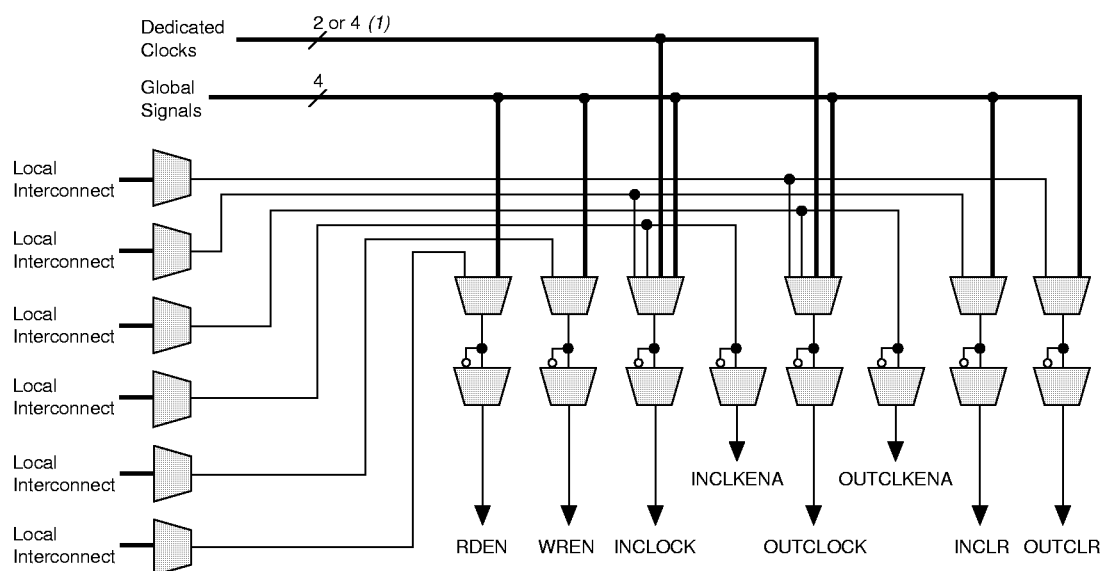 Dedicated
Clocks
2 or 4 (1)
Global
Signals
4
Local
Interconnect
Local
Interconnect
Local
Interconnect
Local
Interconnect
Local
Interconnect
Local
Interconnect
INCLKENA
OUTCLKENA
RDEN
WREN
INCLOCK
OUTCLOCK
INCLR
OUTCLR